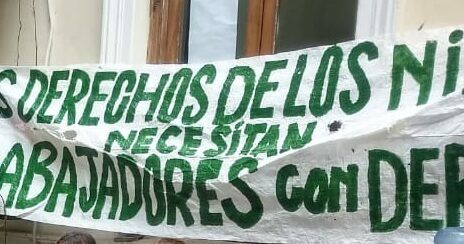 S DERECHOS DE LOS Ni
NECESiTAN
ABAJADORES CON DER